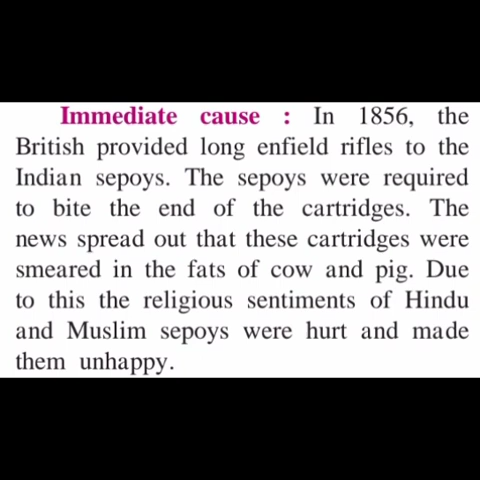 Immediate cause : In 1856, the
British provided long enfield rifles to the
Indian sepoys. The sepoys were required
to bite the end of the cartridges. The
news spread out that these cartridges were
smeared in the fats of cow and pig. Due
to this the religious sentiments of Hindu
and Muslim sepoys were hurt and made
them unhappy.